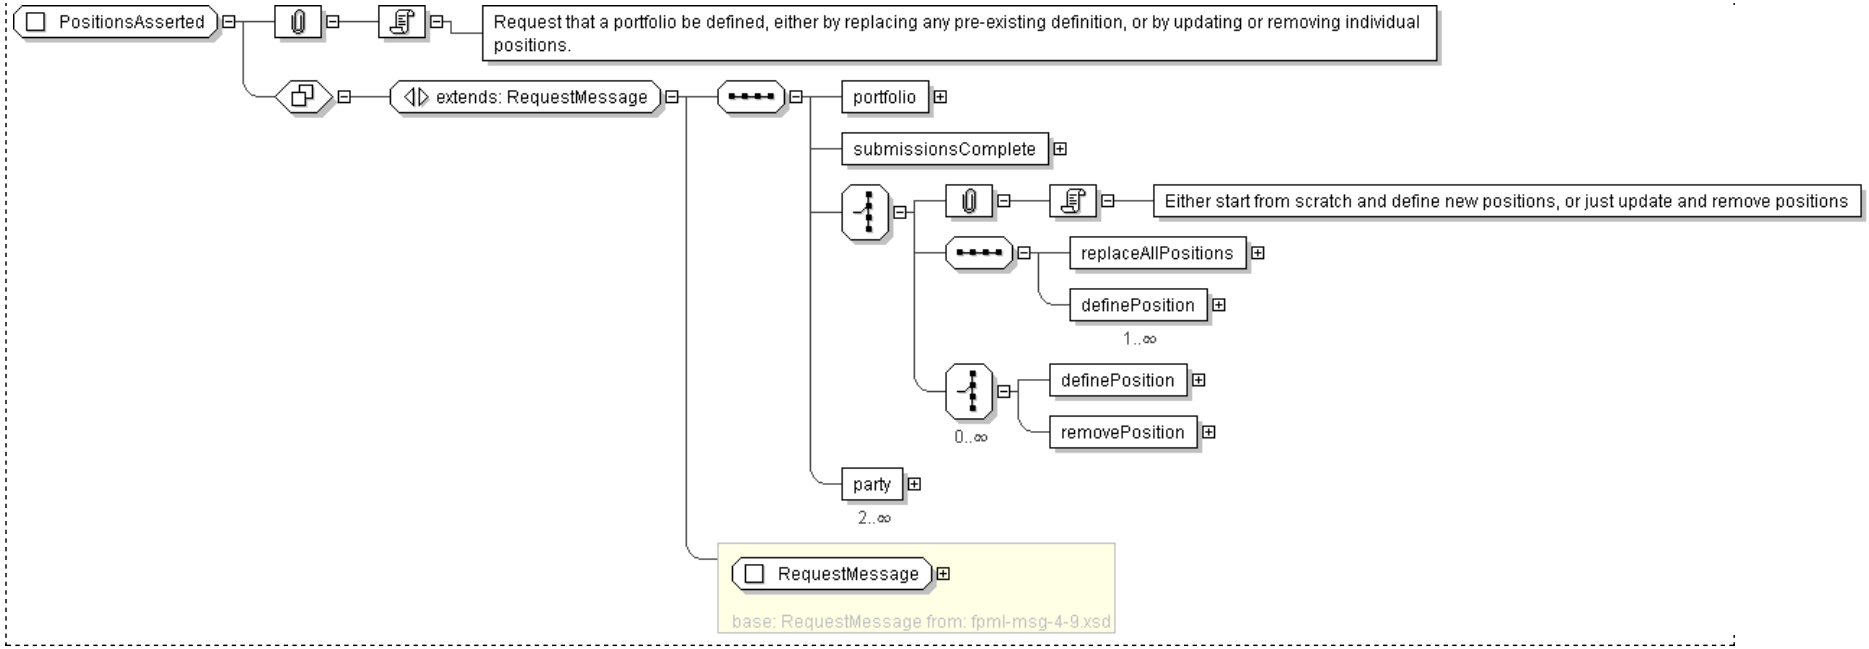 PositionsAsserted
Request that a portfolio be defined, either by replacing any pre-existing definition, or by updating or removing individual
positions.
extends: RequestMessage
portfolio
submissionsComplete
Either start from scratch and define new positions, or just update and remove positions
replaceAllPositions
definePosition
1..∞
definePosition
removePosition
0..∞
party
2..∞
RequestMessage
base: RequestMessage from: fpml-msg-4-9.xsd